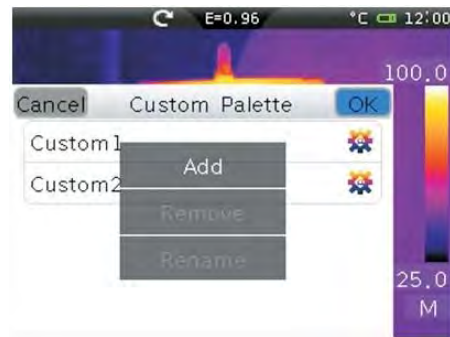 E=0.96 °C 12:00
100.0
Cancel Custom Palette OK
Custom1
Add
Custom2
Remove
Rename
25.0
M